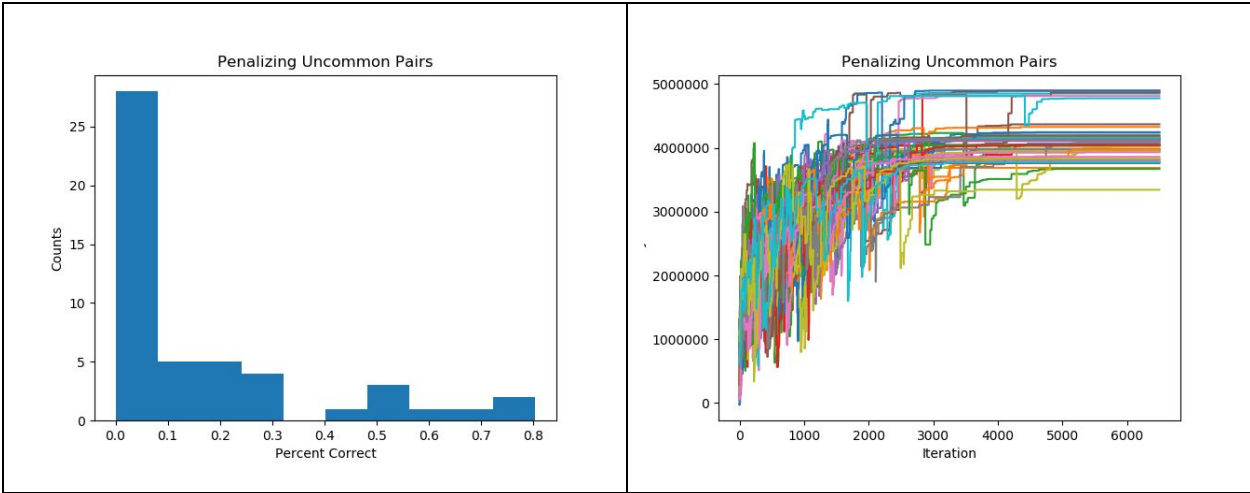 Penalizing Uncommon Pairs
25
20
15
10
5
0
Counts
0.0 0.1 0.2 0.3 0.4 0.5 0.6 0.7 0.8
Percent Correct
Penalizing Uncommon Pairs
5000000
4000000
3000000
2000000
1000000
0
0 1000 2000 3000 4000 5000 6000
Iteration